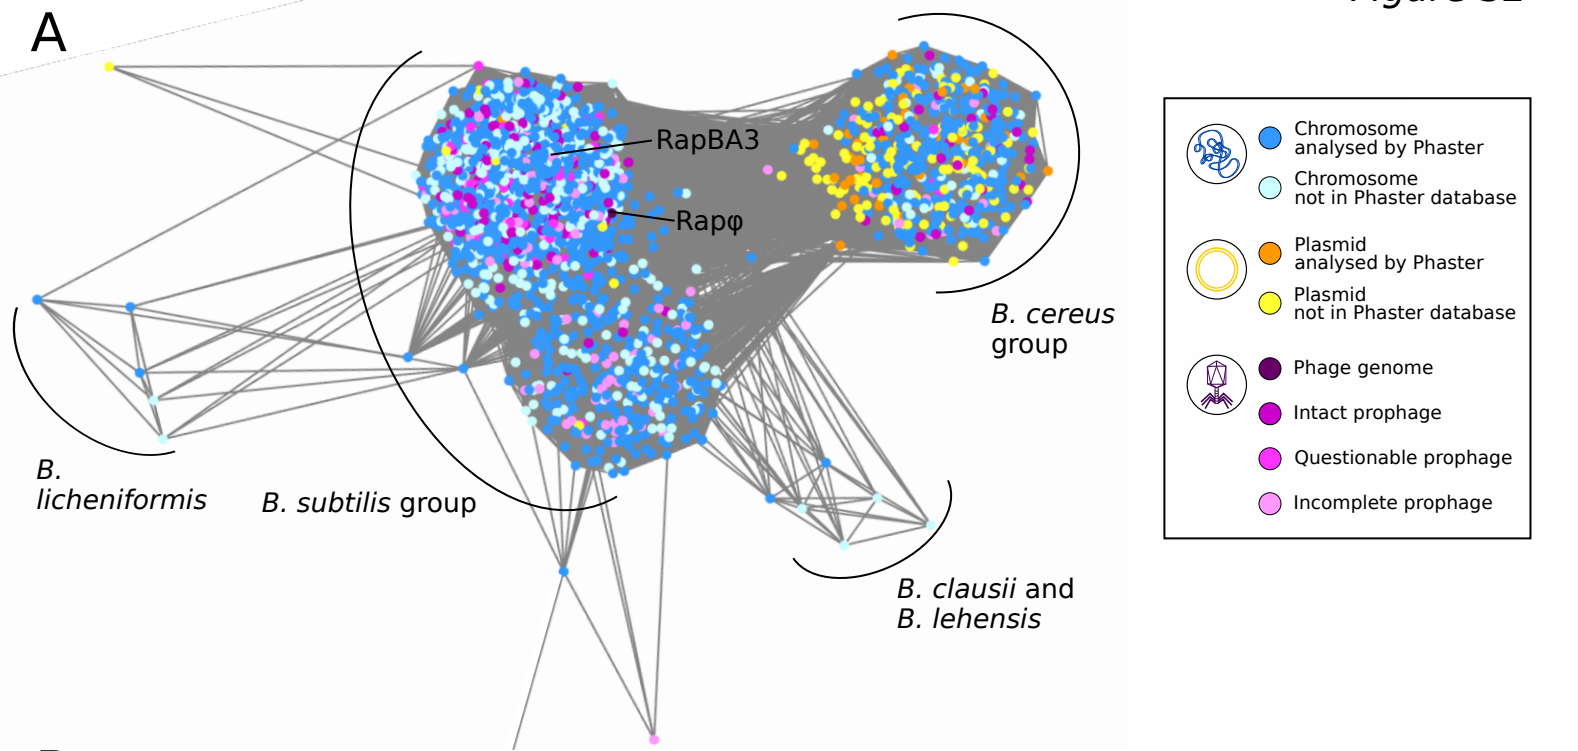 A
RapBA3
Rapφ
B. cereus
group
B.
licheniformis
B. subtilis group
B. clausii and
B. lehensis
Chromosome
analysed by Phaster
Chromosome
not in Phaster database
Plasmid
analysed by Phaster
Plasmid
not in Phaster database
Phage genome
Intact prophage
Questionable prophage
Incomplete prophage